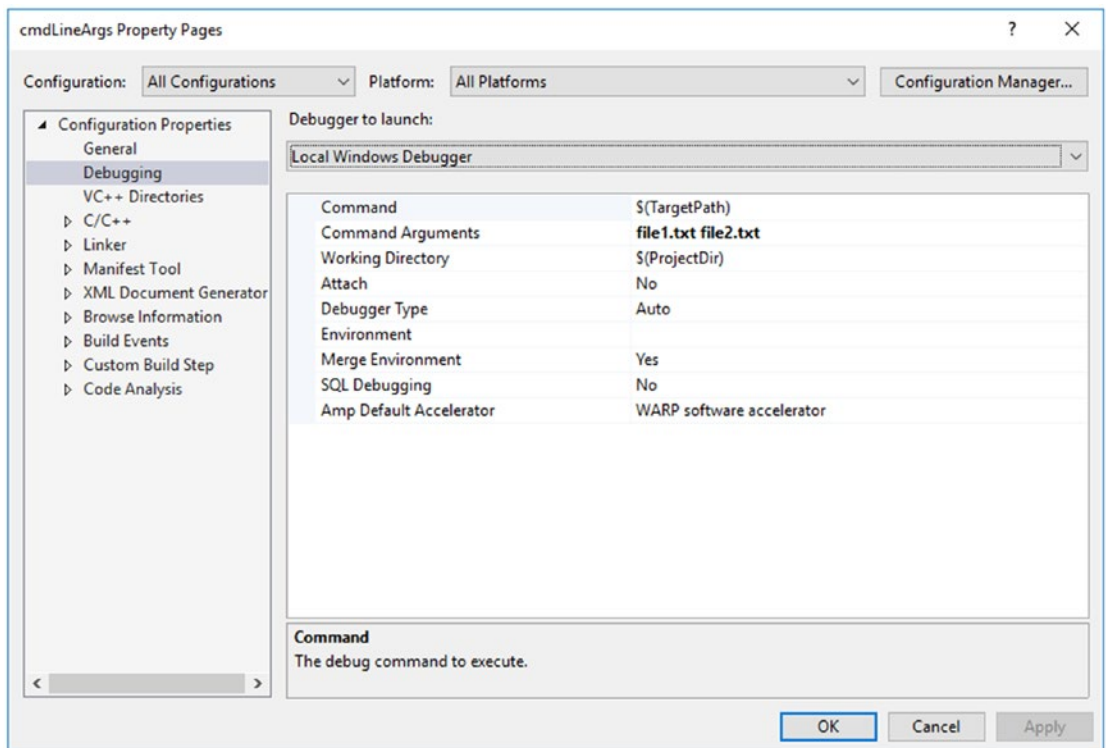 cmdLineArgs Property Pages ? ×
Configuration: All Configurations Platform: All Platforms Configuration Manager...
Configuration Properties
General
Debugging
VC++ Directories
C/C++
Linker
Manifest Tool
XML Document Generator
Browse Information
Build Events
Custom Build Step
Code Analysis
Debugger to launch:
Local Windows Debugger
Command $(TargetPath)
Command Arguments file1.txt file2.txt
Working Directory $(ProjectDir)
Attach No
Debugger Type Auto
Environment
Merge Environment Yes
SQL Debugging No
Amp Default Accelerator WARP software accelerator
Command
The debug command to execute.
OK Cancel Apply